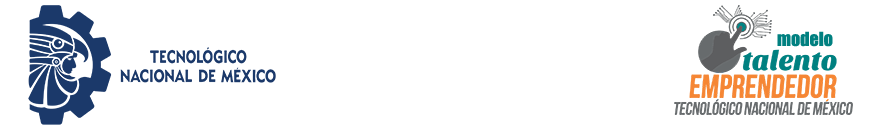 TECNOLÓGICO
NACIONAL DE MÉXICO
modelo
talento
EMPRENDEDOR
TECNOLÓGICO NACIONAL DE MÉXICO